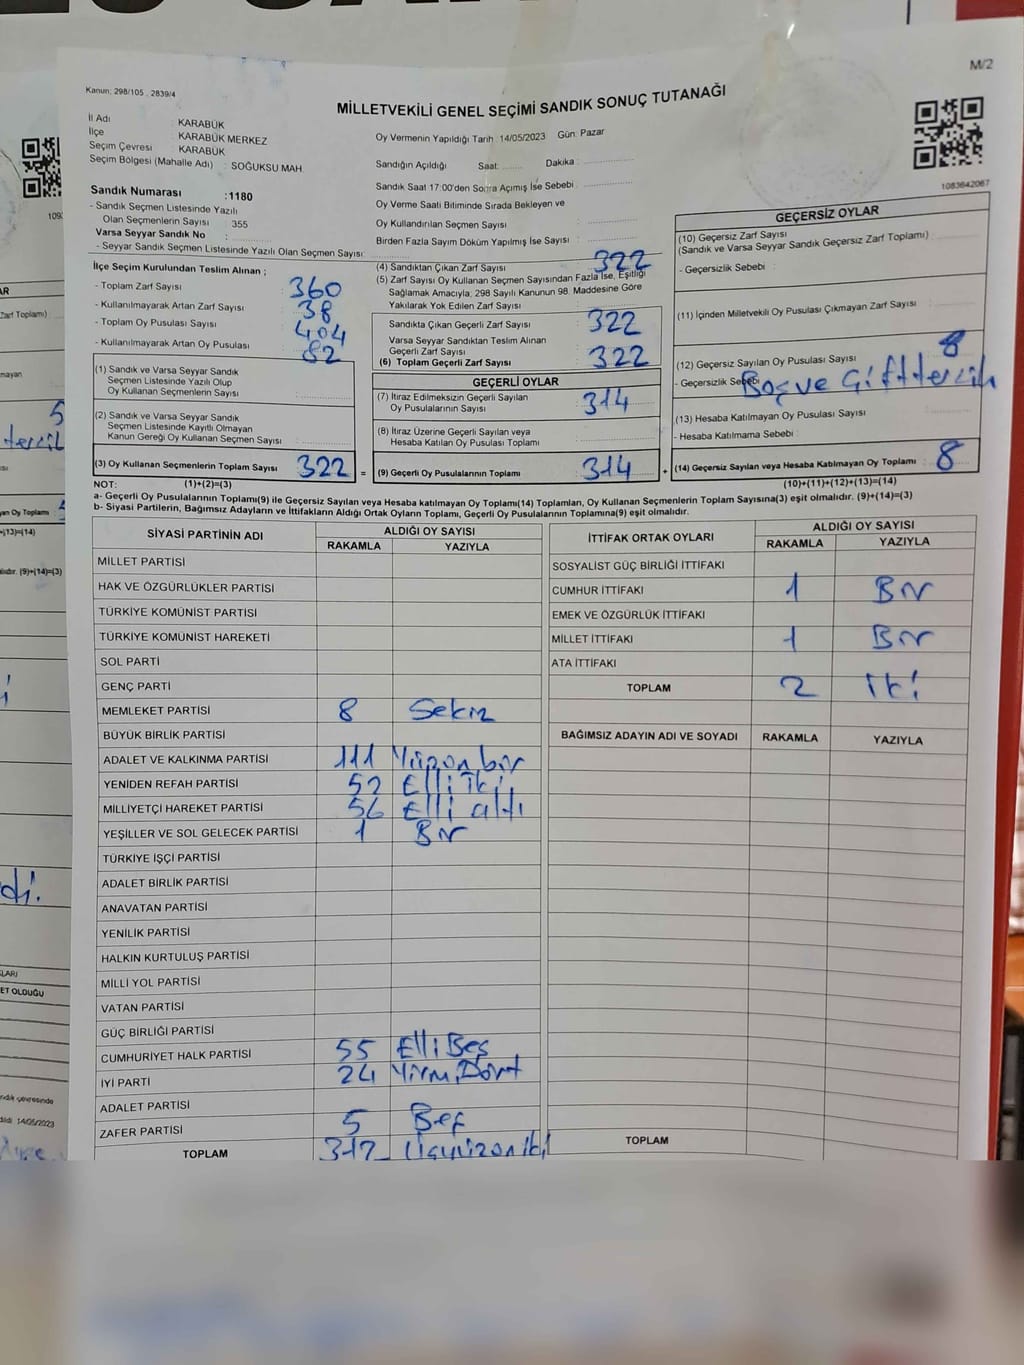 M/2
Kanun: 298/105 , 2839/4
MİLLETVEKİLİ GENEL SEÇİMİ SANDIK SONUÇ TUTANAĞI
İl Adı : KARABÜK
İlçe : KARABÜK MERKEZ
Seçim Çevresi : KARABÜK
Seçim Bölgesi (Mahalle Adı) : SOĞUKSU MAH.
Sandık Numarası :1180
- Sandık Seçmen Listesinde Yazılı
Olan Seçmenlerin Sayısı : 355
Varsa Seyyar Sandık No :
- Seyyar Sandık Seçmen Listesinde Yazılı Olan Seçmen Sayısı:
Oy Vermenin Yapıldığı Tarih :14/05/2023 Gün: Pazar
Sandığın Açıldığı Saat: Dakika :
Sandık Saat 17:00'den Sonra Açımış İse Sebebi :
Oy Verme Saati Bitiminde Sırada Bekleyen ve
Oy Kullandırılan Seçmen Sayısı :
Birden Fazla Sayım Döküm Yapılmış İse Sayısı :
1083642067
İlçe Seçim Kurulundan Teslim Alınan ;
- Toplam Zarf Sayısı : 360
- Kullanılmayarak Artan Zarf Sayısı : 38
- Toplam Oy Pusulası Sayısı : 404
- Kullanılmayarak Artan Oy Pusulası : 82
(1) Sandık ve Varsa Seyyar Sandık
Seçmen Listesinde Yazılı Olup
Oy Kullanan Seçmenlerin Sayısı :
(2) Sandık ve Varsa Seyyar Sandık
Seçmen Listesinde Kayıtlı Olmayan
Kanun Gereği Oy Kullanan Seçmen Sayısı :
(3) Oy Kullanan Seçmenlerin Toplam Sayısı 322 =
(4) Sandıktan Çıkan Zarf Sayısı : 322
(5) Zarf Sayısı Oy Kullanan Seçmen Sayısından Fazla İse, Eşitliği
Sağlamak Amacıyla; 298 Sayılı Kanunun 98. Maddesine Göre
Yakılarak Yok Edilen Zarf Sayısı :
Sandıkta Çıkan Geçerli Zarf Sayısı : 322
Varsa Seyyar Sandıktan Teslim Alınan
Geçerli Zarf Sayısı :
(6) Toplam Geçerli Zarf Sayısı : 322
GEÇERLİ OYLAR
(7) İtiraz Edilmeksizin Geçerli Sayılan
Oy Pusulalarının Sayısı : 314
(8) İtiraz Üzerine Geçerli Sayılan veya
Hesaba Katılan Oy Pusulası Toplamı :
(9) Geçerli Oy Pusulalarının Toplamı : 314 +
GEÇERSİZ OYLAR
(10) Geçersiz Zarf Sayısı
(Sandık ve Varsa Seyyar Sandık Geçersiz Zarf Toplamı) :
- Geçersizlik Sebebi :
(11) İçinden Milletvekili Oy Pusulası Çıkmayan Zarf Sayısı :
(12) Geçersiz Sayılan Oy Pusulası Sayısı : 8
- Geçersizlik Sebebi Boş ve Çift tercih
(13) Hesaba Katılmayan Oy Pusulası Sayısı :
- Hesaba Katılmama Sebebi :
(14) Geçersiz Sayılan veya Hesaba Katılmayan Oy Toplamı : 8
NOT: (1)+(2)=(3) (10)+(11)+(12)+(13)=(14)
a- Geçerli Oy Pusulalarının Toplamı(9) ile Geçersiz Sayılan veya Hesaba katılmayan Oy Toplamı(14) Toplamları, Oy Kullanan Seçmenlerin Toplam Sayısına(3) eşit olmalıdır. (9)+(14)=(3)
b- Siyasi Partilerin, Bağımsız Adayların ve İttifakların Aldığı Ortak Oyların Toplamı, Geçerli Oy Pusulalarının Toplamına(9) eşit olmalıdır.
SİYASİ PARTİNİN ADI ALDIĞI OY SAYISI
RAKAMLA YAZIYLA
MİLLET PARTİSİ
HAK VE ÖZGÜRLÜKLER PARTİSİ
TÜRKİYE KOMÜNİST PARTİSİ
TÜRKİYE KOMÜNİST HAREKETİ
SOL PARTİ
GENÇ PARTİ
MEMLEKET PARTİSİ 8 Sekiz
BÜYÜK BİRLİK PARTİSİ
ADALET VE KALKINMA PARTİSİ 111 Yüzon bir
YENİDEN REFAH PARTİSİ 52 Elli İki
MİLLİYETÇİ HAREKET PARTİSİ 56 Elli altı
YEŞİLLER VE SOL GELECEK PARTİSİ 1 Bir
TÜRKİYE İŞÇİ PARTİSİ
ADALET BİRLİK PARTİSİ
ANAVATAN PARTİSİ
YENİLİK PARTİSİ
HALKIN KURTULUŞ PARTİSİ
MİLLİ YOL PARTİSİ
VATAN PARTİSİ
GÜÇ BİRLİĞİ PARTİSİ
CUMHURİYET HALK PARTİSİ 55 Elli Beş
İYİ PARTİ 24 Yirmi Dört
ADALET PARTİSİ
ZAFER PARTİSİ 5 Beş
TOPLAM 312 Üçyüzoniki
İTTİFAK ORTAK OYLARI ALDIĞI OY SAYISI
RAKAMLA YAZIYLA
SOSYALİST GÜÇ BİRLİĞİ İTTİFAKI
CUMHUR İTTİFAKI 1 Bir
EMEK VE ÖZGÜRLÜK İTTİFAKI
MİLLET İTTİFAKI 1 Bir
ATA İTTİFAKI
TOPLAM 2 İki
BAĞIMSIZ ADAYIN ADI VE SOYADI RAKAMLA YAZIYLA
TOPLAM